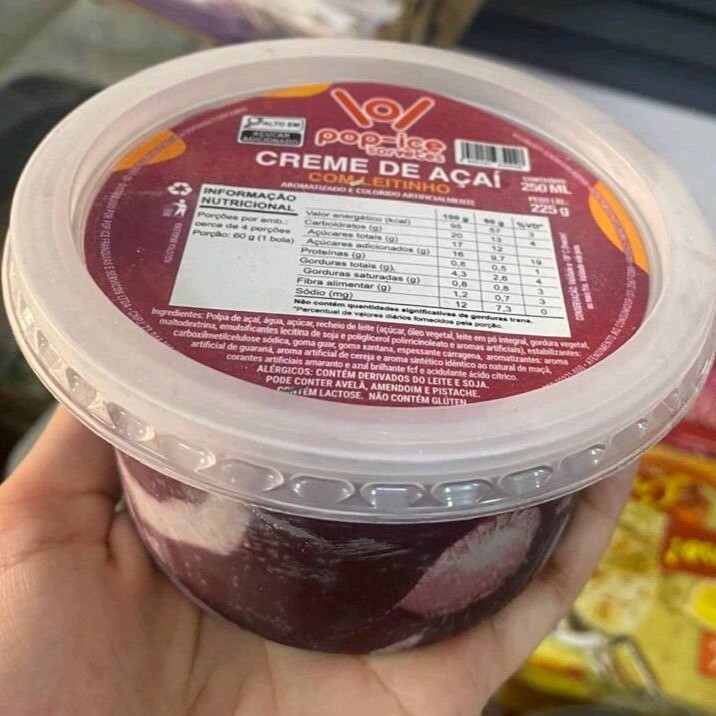 ALTO EM
AÇÚCAR
ADICIONADO
pop-ice
sorvetes
CREME DE AÇAÍ
COM LEITINHO
AROMATIZADO E COLORIDO ARTIFICIALMENTE
250 ML
225 g
INFORMAÇÃO
NUTRICIONAL
Porções por emb.:
cerca de 4 porções
Porção: 60 g (1 bola)
100 g 60 g %VD*
Valor energético (kcal) 95 57 4
Carboidratos (g) 20 13 4
Açúcares totais (g) 17 12
Açúcares adicionados (g) 16 9,7 19
Proteínas (g) 0,8 0,5 1
Gorduras totais (g) 4,3 2,6 4
Gorduras saturadas (g) 0,8 0,8 3
Fibra alimentar (g) 1,2 0,7 3
Sódio (mg) 12 7,3 0
Não contém quantidades significativas de gorduras trans.
*Percentual de valores diários fornecidos pela porção.
Ingredientes: Polpa de açaí, água, açúcar, recheio de leite (açúcar, óleo vegetal, leite em pó integral, gordura vegetal,
maltodextrina, emulsificantes lecitina de soja e poliglicerol polirricinoleato e aromas artificiais), estabilizantes:
carboximetilcelulose sódica, goma guar, goma xantana, espessante carragena, aromatizantes: aroma
artificial de guaraná, aroma artificial de cereja e aroma sintético idêntico ao natural de maçã,
corantes artificiais amaranto e azul brilhante fcf e acidulante ácido cítrico.
ALÉRGICOS: CONTÉM DERIVADOS DO LEITE E SOJA.
PODE CONTER AVELÃ, AMENDOIM E PISTACHE.
CONTÉM LACTOSE. NÃO CONTÉM GLÚTEN.